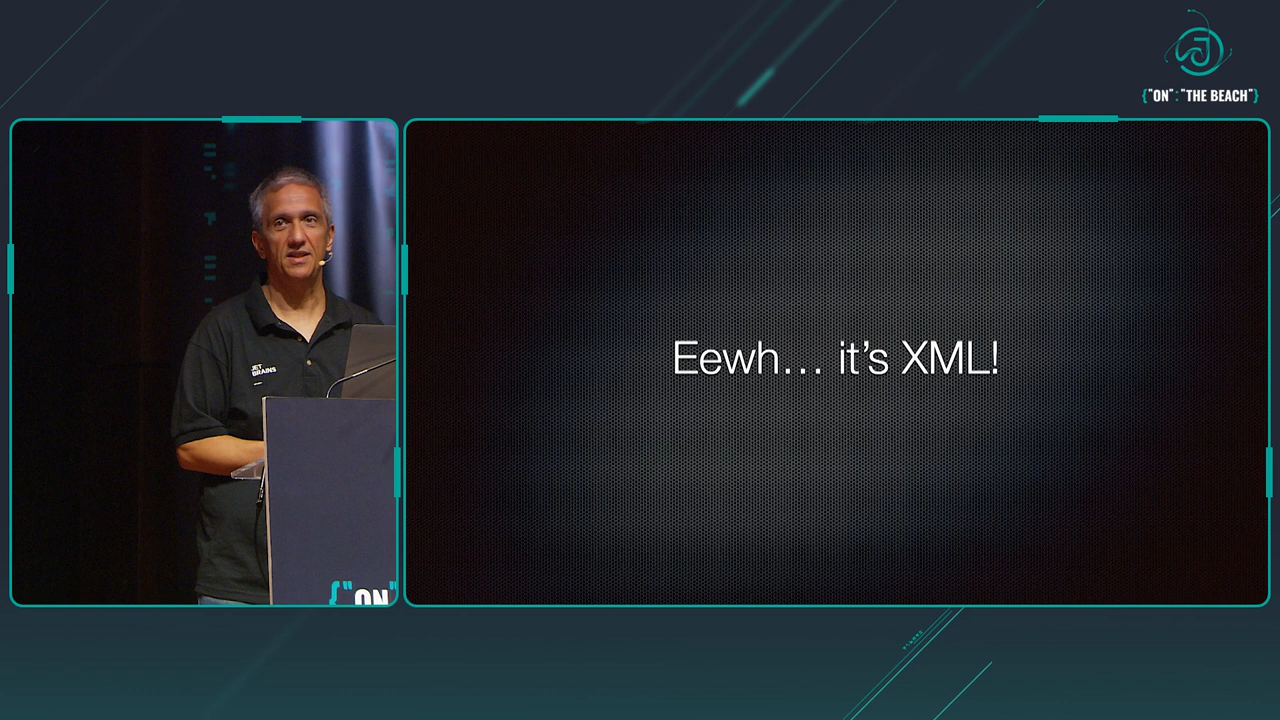 {"ON":"THE BEACH"}
JET
BRAINS
Eewh… it's XML!
{"ON"